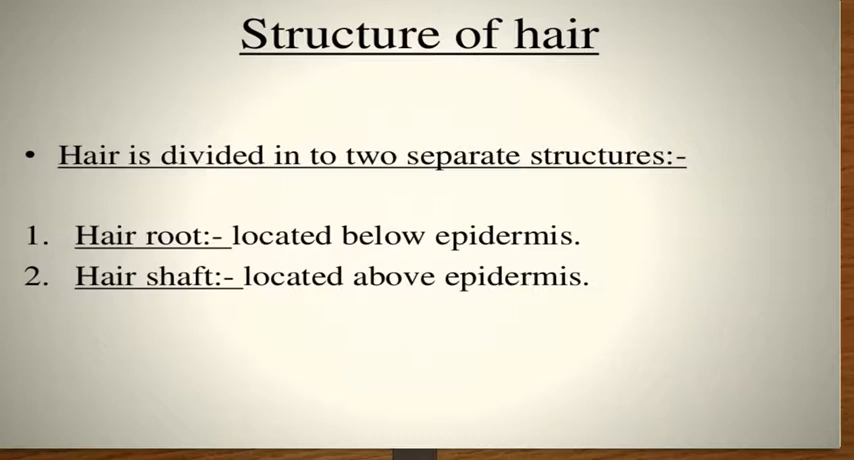 Structure of hair
• Hair is divided in to two separate structures:-
1. Hair root:- located below epidermis.
2. Hair shaft:- located above epidermis.